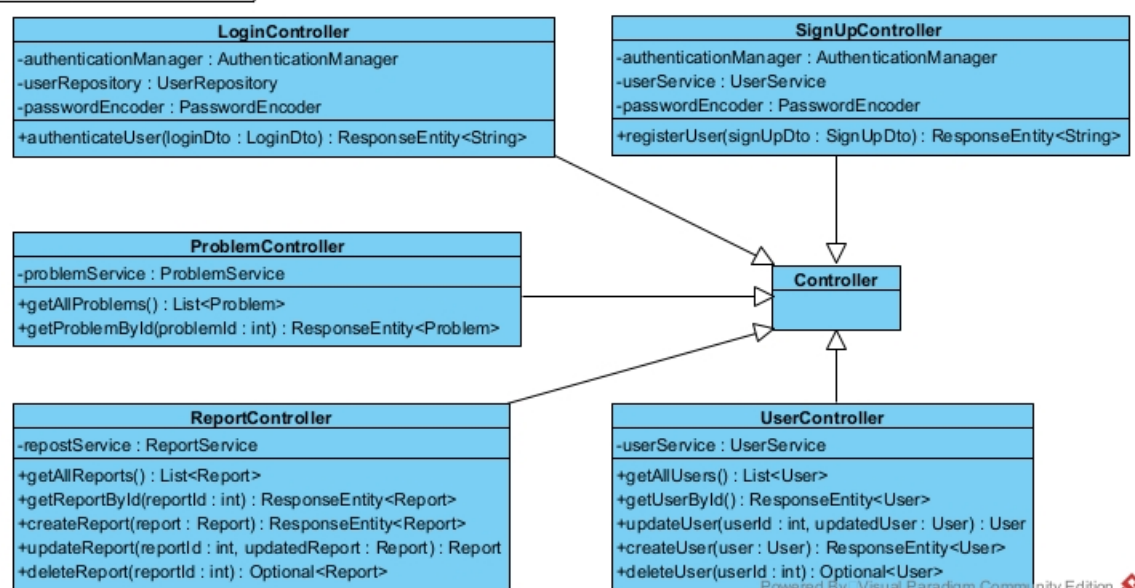 LoginController
-authenticationManager : AuthenticationManager
-userRepository : UserRepository
-passwordEncoder : PasswordEncoder
+authenticateUser(loginDto : LoginDto) : ResponseEntity<String>
SignUpController
-authenticationManager : AuthenticationManager
-userService : UserService
-passwordEncoder : PasswordEncoder
+registerUser(signUpDto : SignUpDto) : ResponseEntity<String>
ProblemController
-problemService : ProblemService
+getAllProblems() : List<Problem>
+getProblemById(problemId : int) : ResponseEntity<Problem>
Controller
ReportController
-repostService : ReportService
+getAllReports() : List<Report>
+getReportById(reportId : int) : ResponseEntity<Report>
+createReport(report : Report) : ResponseEntity<Report>
+updateReport(reportId : int, updatedReport : Report) : Report
+deleteReport(reportId : int) : Optional<Report>
UserController
-userService : UserService
+getAllUsers() : List<User>
+getUserById() : ResponseEntity<User>
+updateUser(userId : int, updatedUser : User) : User
+createUser(user : User) : ResponseEntity<User>
+deleteUser(userId : int) : Optional<User>
Powered By Visual Paradigm Community Edition